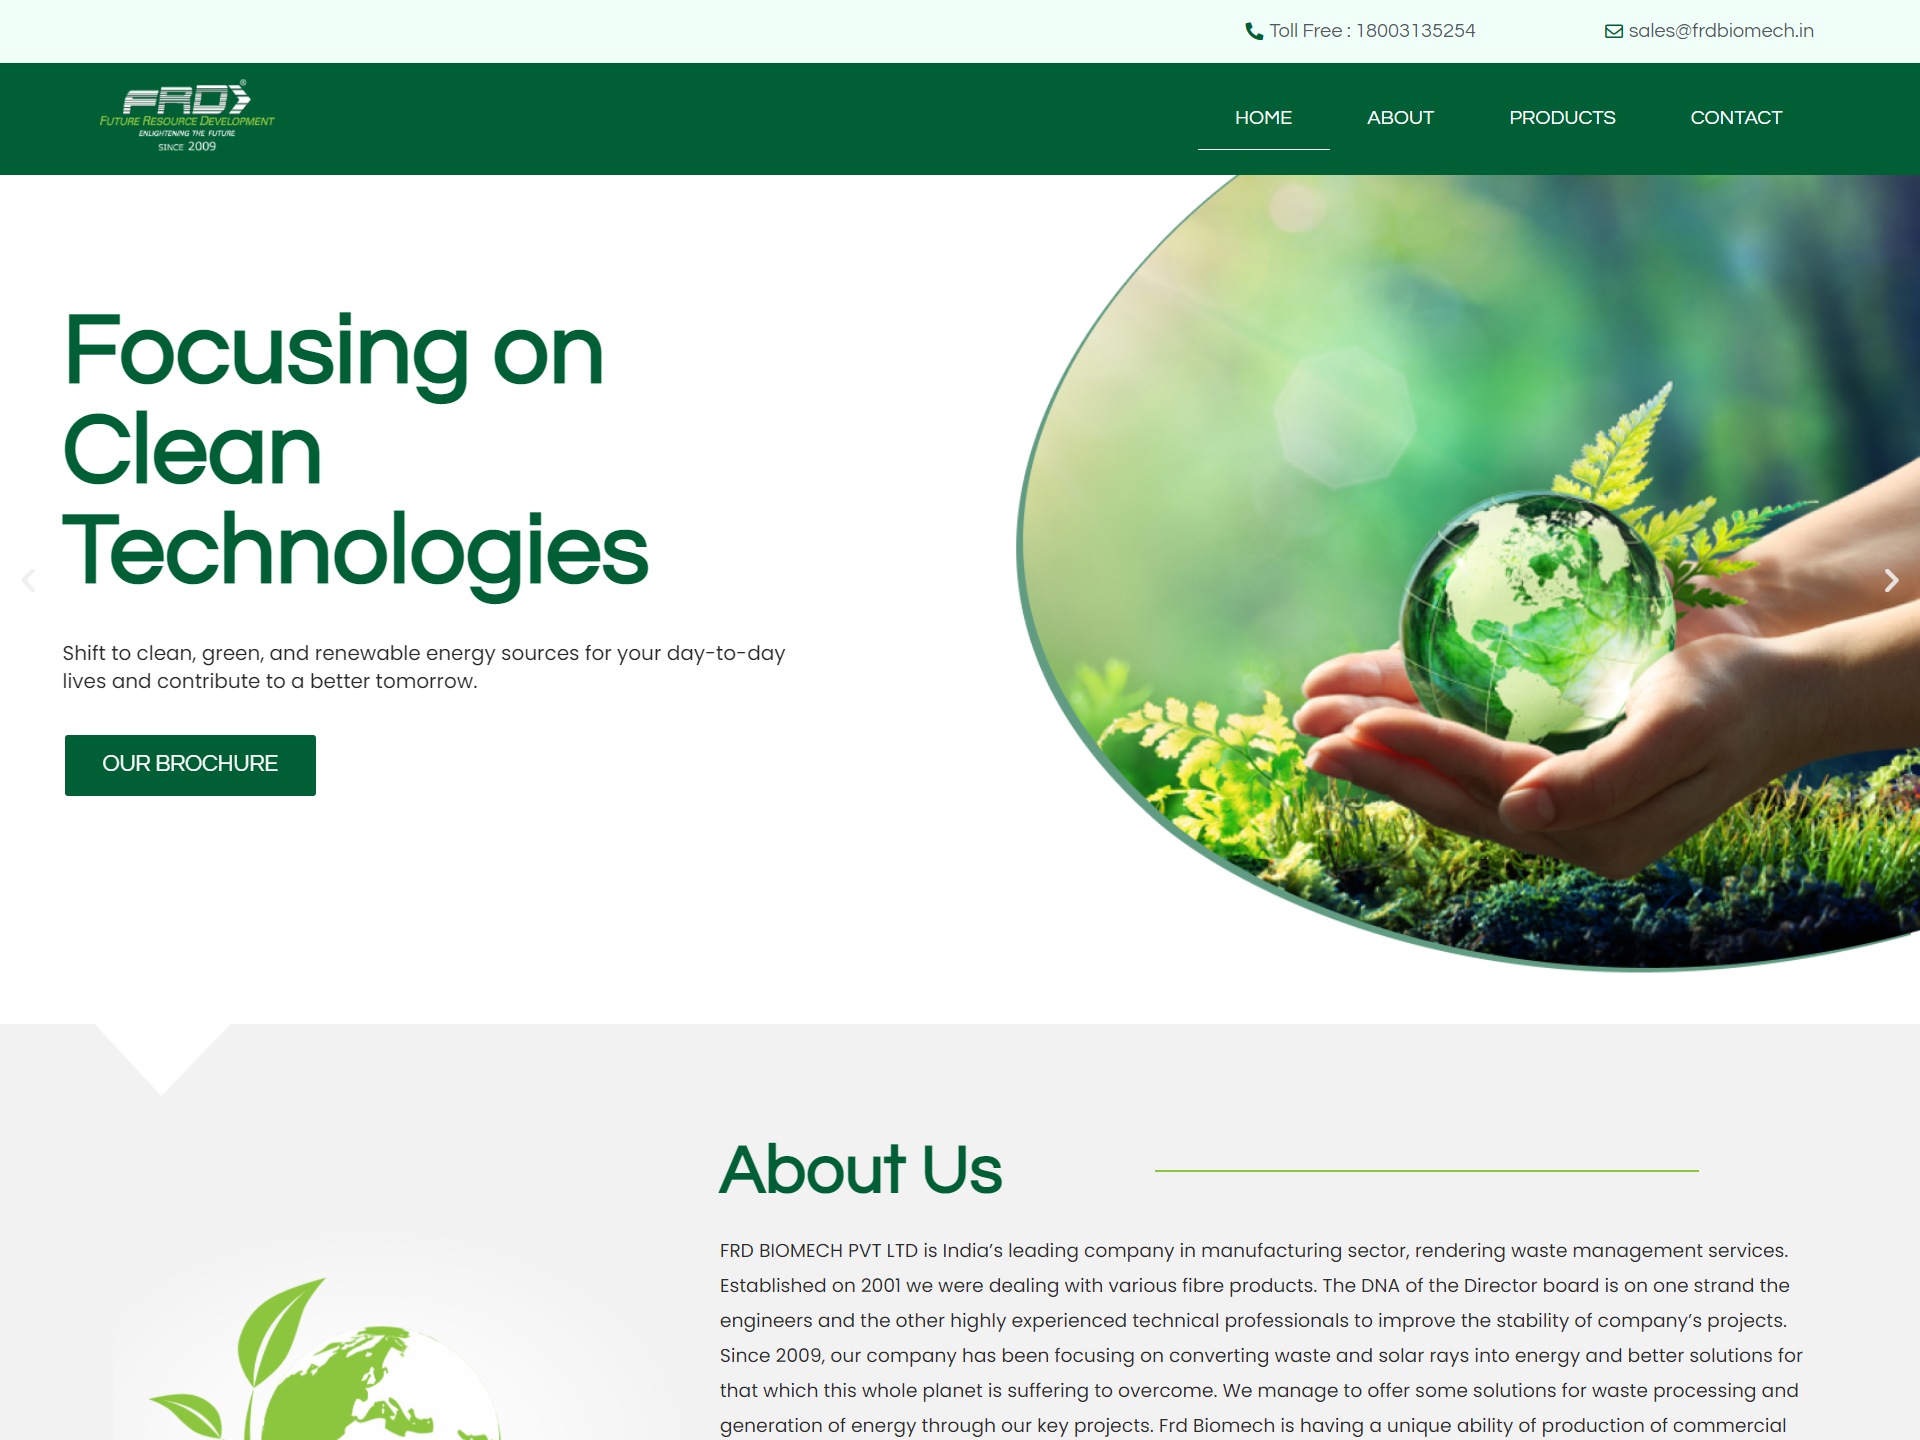 Toll Free : 18003135254
sales@frdbiomech.in
FRD®
FUTURE RESOURCE DEVELOPMENT
ENLIGHTENING THE FUTURE
SINCE 2009
HOME
ABOUT
PRODUCTS
CONTACT
Focusing on
Clean
Technologies
Shift to clean, green, and renewable energy sources for your day-to-day
lives and contribute to a better tomorrow.
OUR BROCHURE
About Us
FRD BIOMECH PVT LTD is India’s leading company in manufacturing sector, rendering waste management services.
Established on 2001 we were dealing with various fibre products. The DNA of the Director board is on one strand the
engineers and the other highly experienced technical professionals to improve the stability of company’s projects.
Since 2009, our company has been focusing on converting waste and solar rays into energy and better solutions for
that which this whole planet is suffering to overcome. We manage to offer some solutions for waste processing and
generation of energy through our key projects. Frd Biomech is having a unique ability of production of commercial